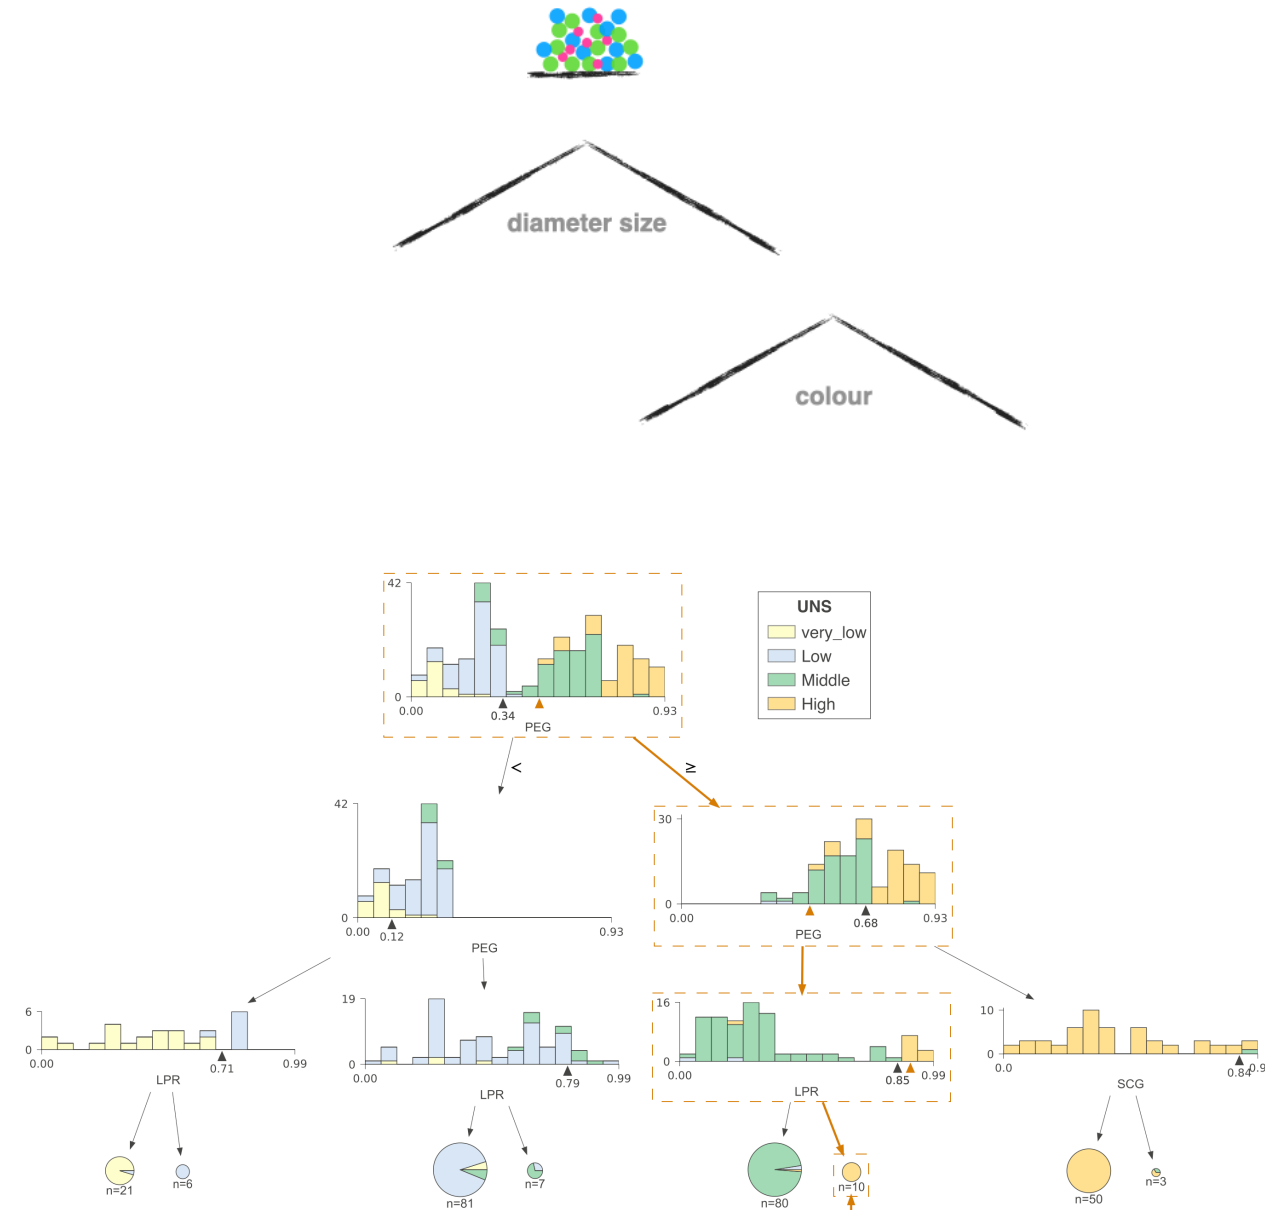 diameter size
colour
42
0
0.00
0.34
0.93
PEG
UNS
very_low
Low
Middle
High
<
≥
42
0
0.00
0.12
0.93
PEG
30
0
0.00
0.68
0.93
PEG
6
0
0.00
0.71
0.99
LPR
19
0
0.00
0.79
0.99
LPR
16
0
0.00
0.85
0.99
LPR
10
0
0.0
0.84
0.9
SCG
n=21
n=6
n=81
n=7
n=80
n=10
n=50
n=3